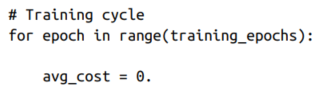 # Training cycle
for epoch in range(training_epochs):
    avg_cost = 0.